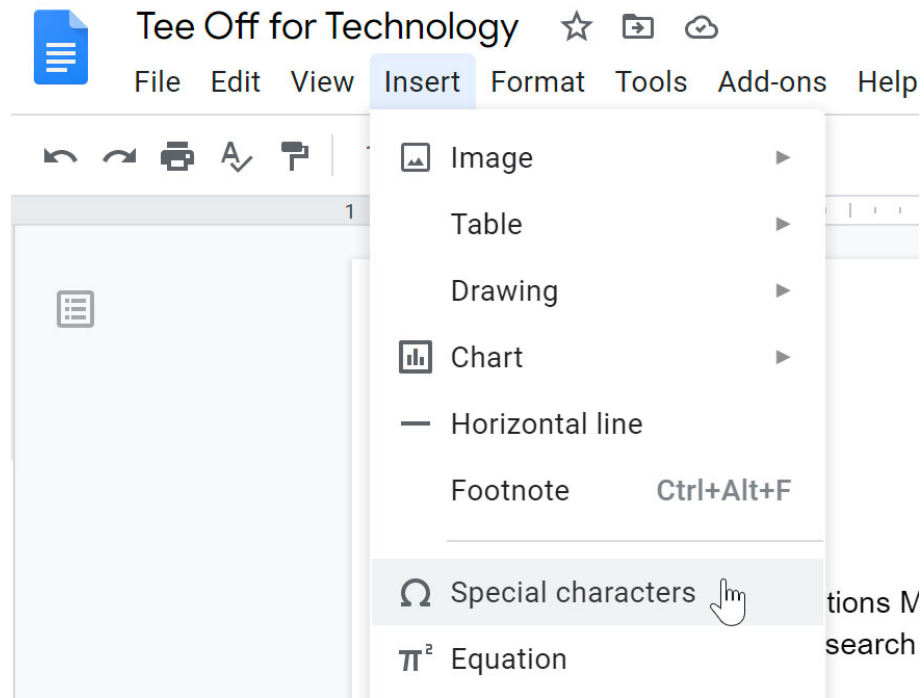 Tee Off for Technology
File Edit View Insert Format Tools Add-ons Help
1
Image
Table
Drawing
Chart
Horizontal line
Footnote Ctrl+Alt+F
Ω Special characters
π² Equation
tions M
search